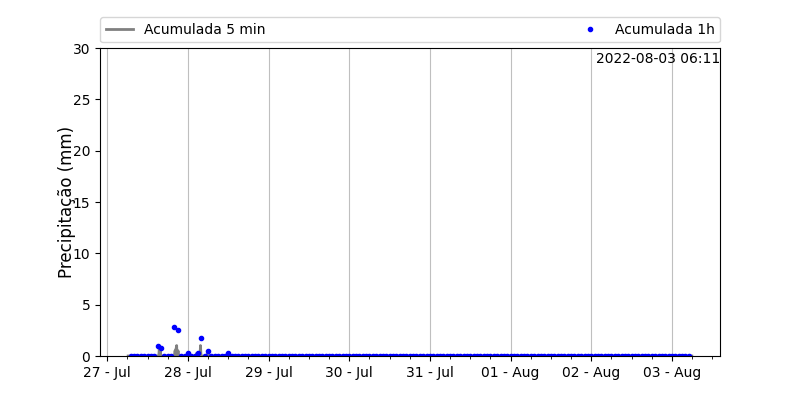 Acumulada 5 min
Acumulada 1h
2022-08-03 06:11
Precipitação (mm)
30
25
20
15
10
5
0
27 - Jul
28 - Jul
29 - Jul
30 - Jul
31 - Jul
01 - Aug
02 - Aug
03 - Aug